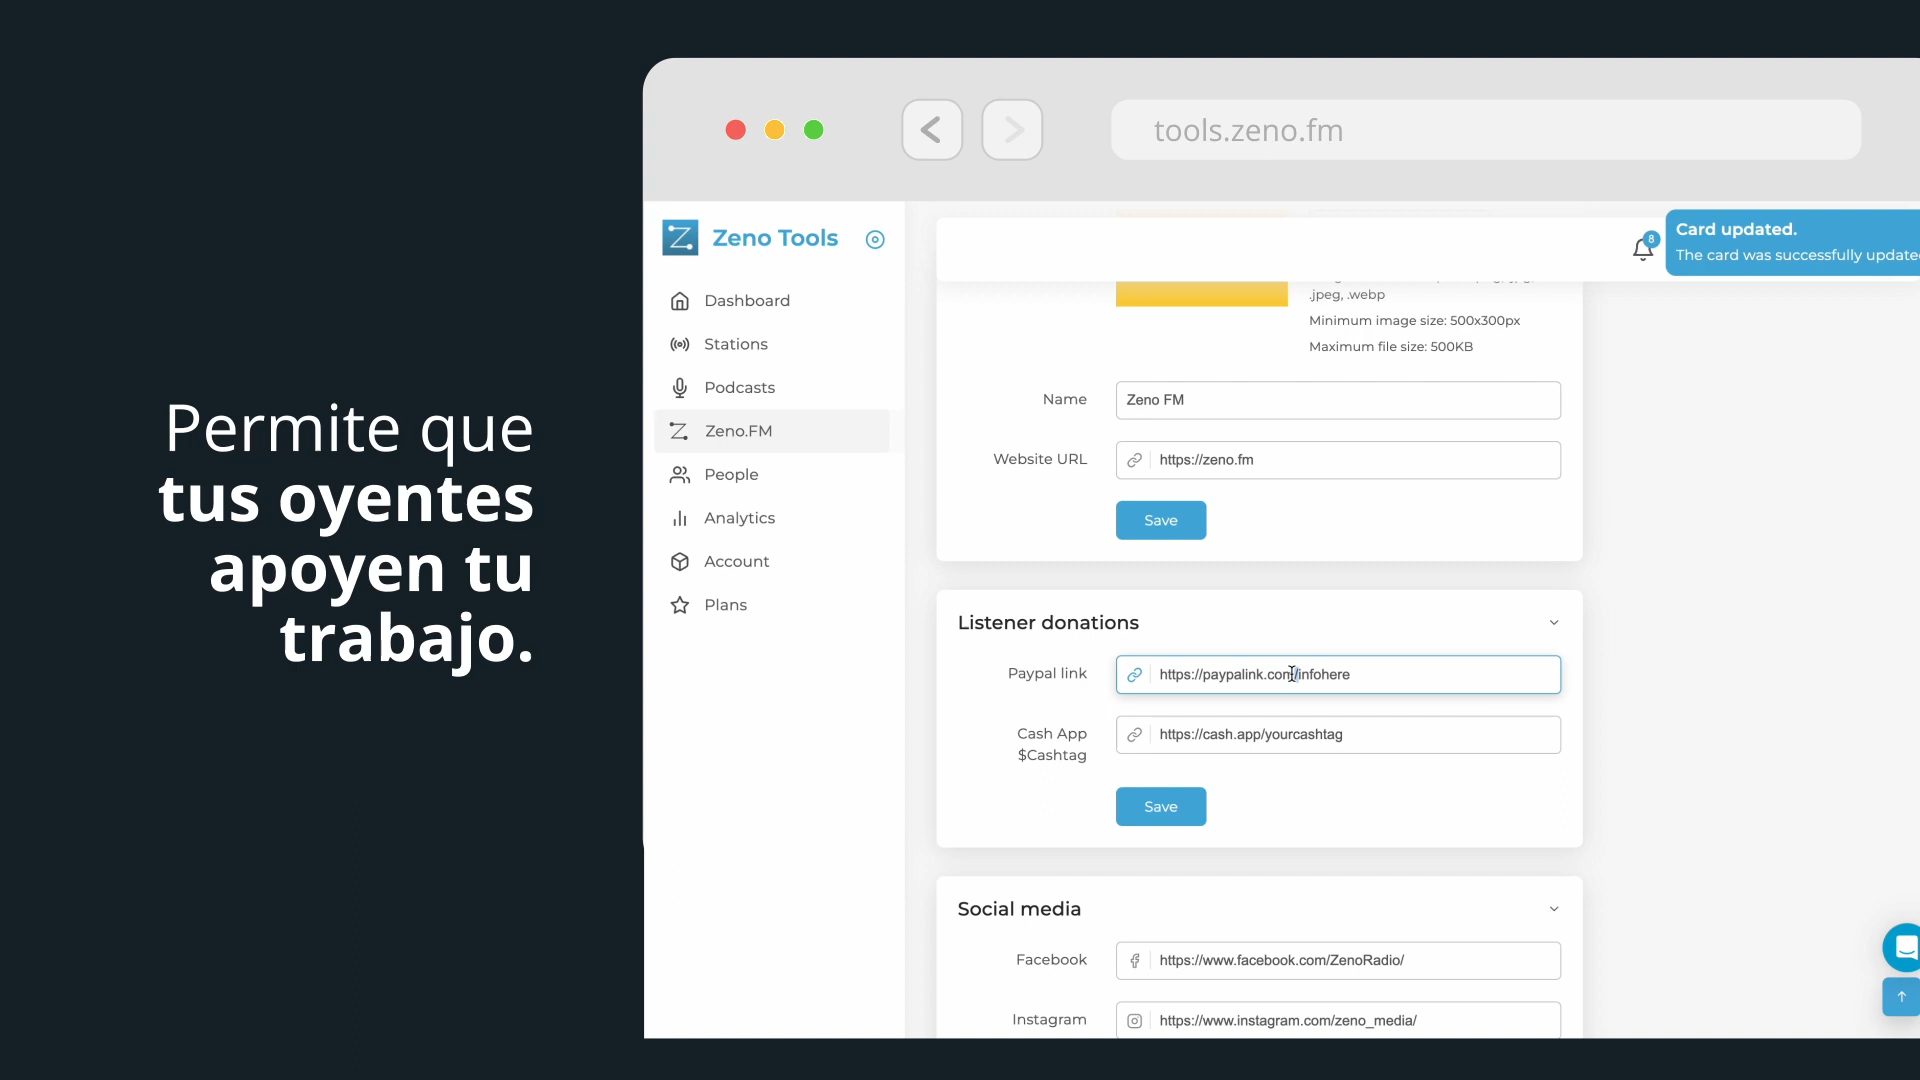 Permite que
tus oyentes
apoyen tu
trabajo.
tools.zeno.fm
Zeno Tools
Dashboard
Stations
Podcasts
Zeno.FM
People
Analytics
Account
Plans
8
Card updated.
The card was successfully update
.jpeg, .webp
Minimum image size: 500x300px
Maximum file size: 500KB
Name
Zeno FM
Website URL
https://zeno.fm
Save
Listener donations
Paypal link
https://paypalink.com/infohere
Cash App
$Cashtag
https://cash.app/yourcashtag
Save
Social media
Facebook
https://www.facebook.com/ZenoRadio/
Instagram
https://www.instagram.com/zeno_media/